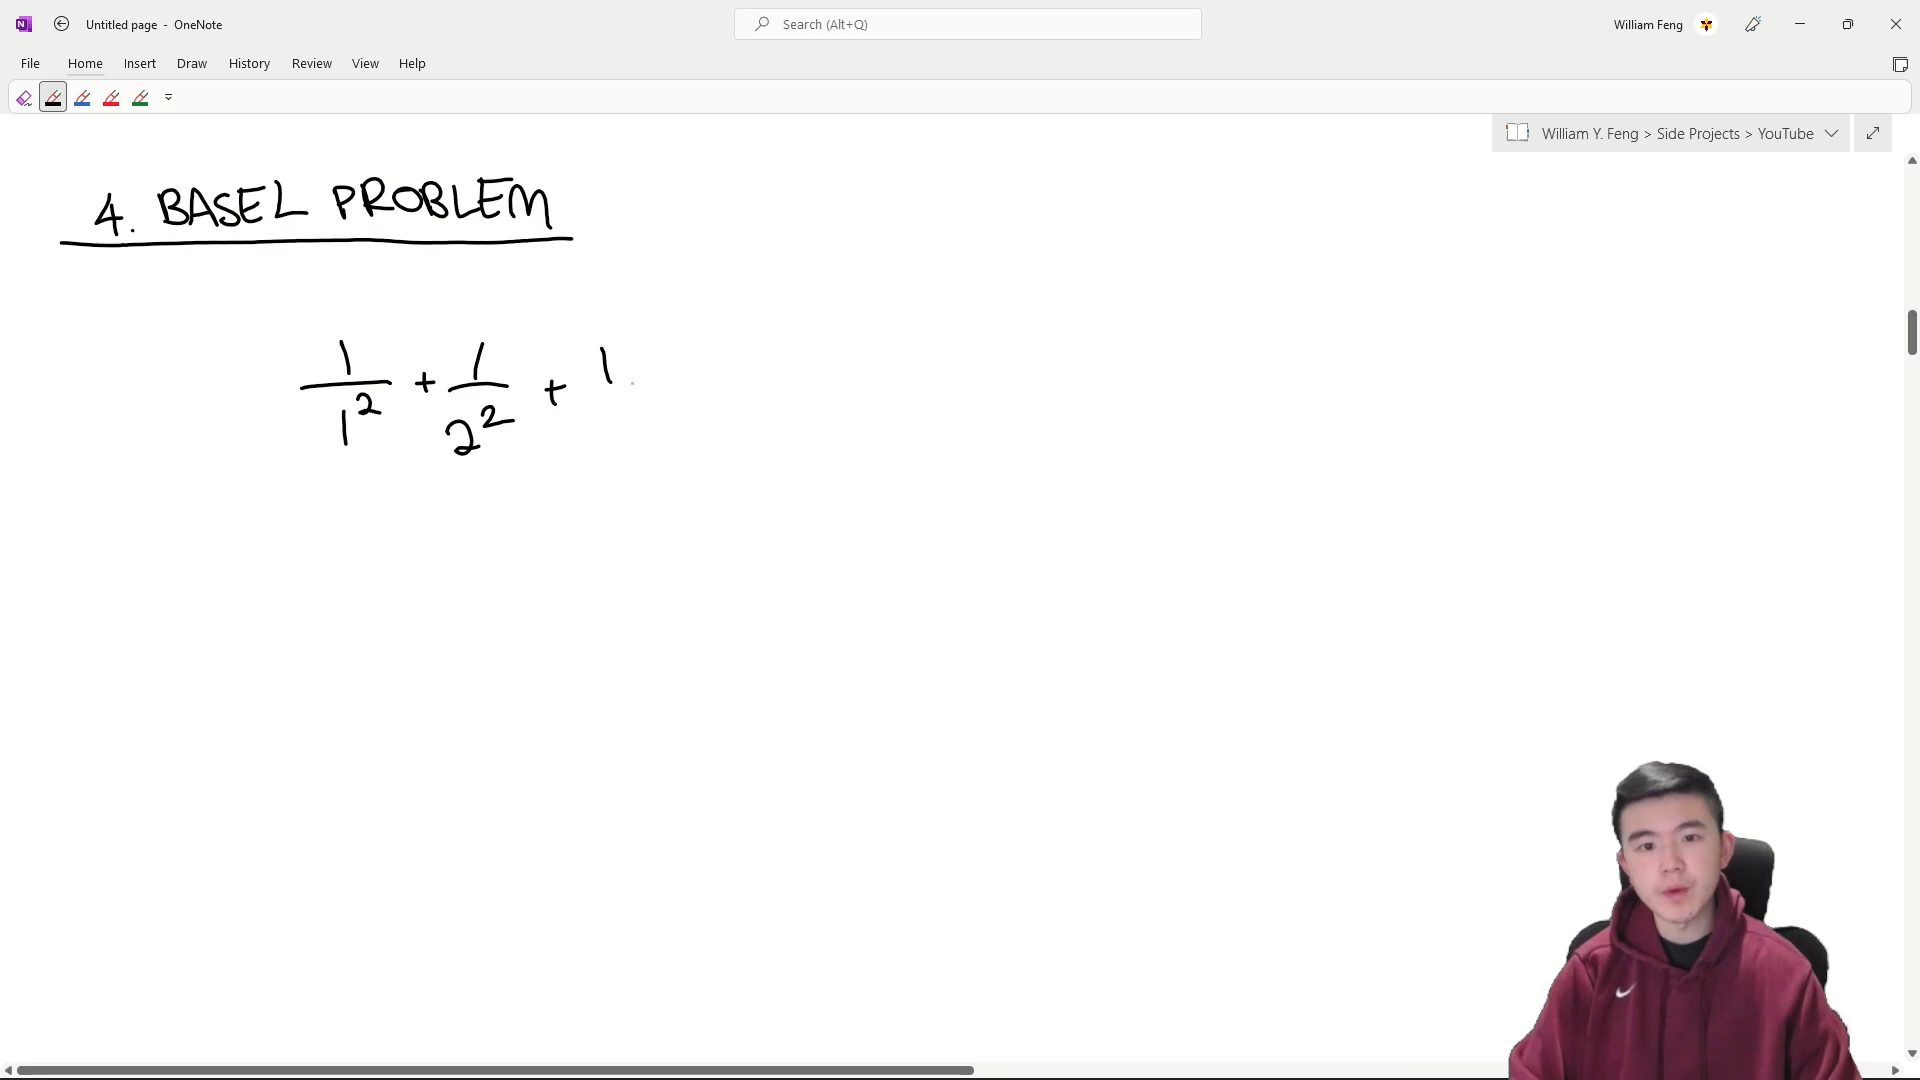 Untitled page - OneNote
Search (Alt+Q)
William Feng
File Home Insert Draw History Review View Help
William Y. Feng > Side Projects > YouTube
4. BASEL PROBLEM
1/1² + 1/2² + 1